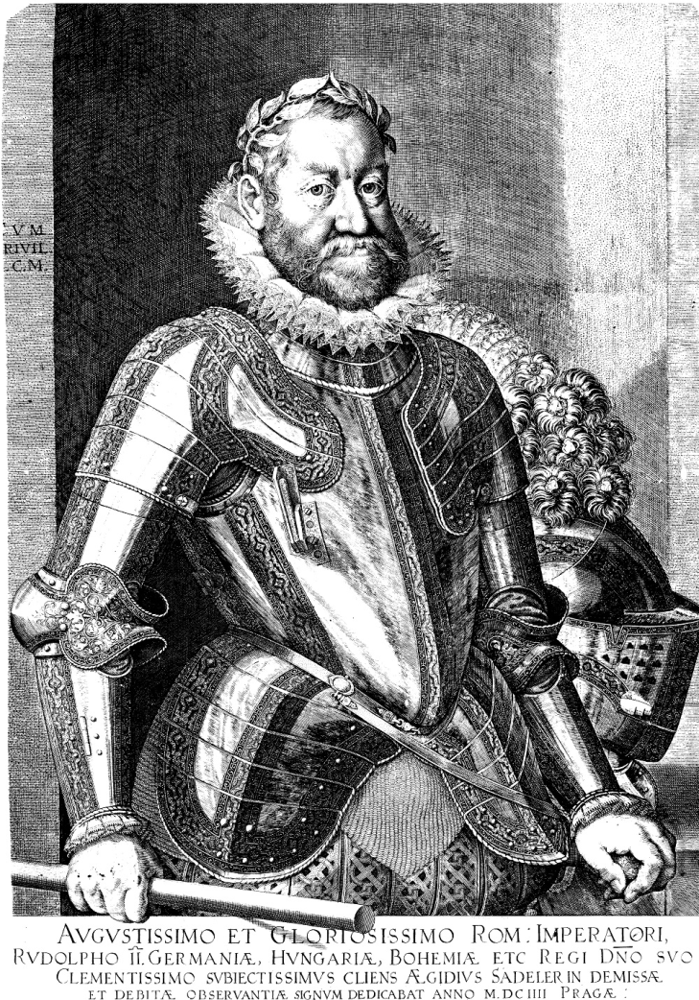 CVM
RIVIL
C.M.
AVGVSTISSIMO ET GLORIOSISSIMO ROM: IMPERATORI,
RVDOLPHO II. GERMANIÆ, HVNGARIÆ, BOHEMIÆ ETC REGI DNO SVO
CLEMENTISSIMO SVBIECTISSIMVS CLIENS ÆGIDIVS SADELER IN DEMISSÆ
ET DEBITÆ OBSERVANTIÆ SIGNVM DEDICABAT ANNO M.DCIIII PRAGÆ: